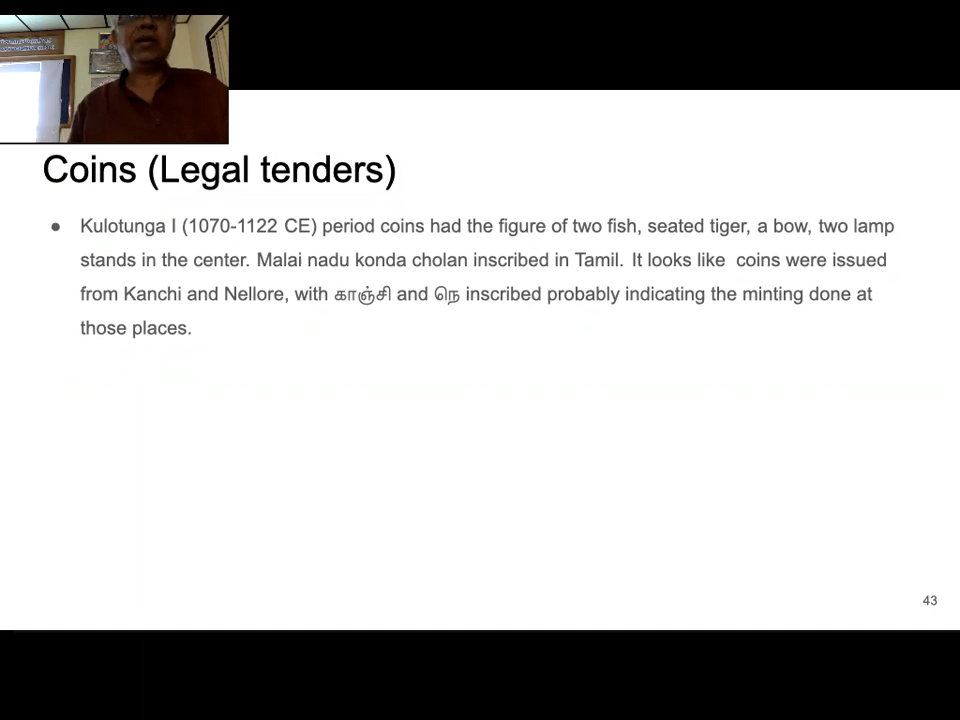 Coins (Legal tenders)
● Kulotunga I (1070-1122 CE) period coins had the figure of two fish, seated tiger, a bow, two lamp
stands in the center. Malai nadu konda cholan inscribed in Tamil. It looks like coins were issued
from Kanchi and Nellore, with காஞ்சி and நெ inscribed probably indicating the minting done at
those places.
43